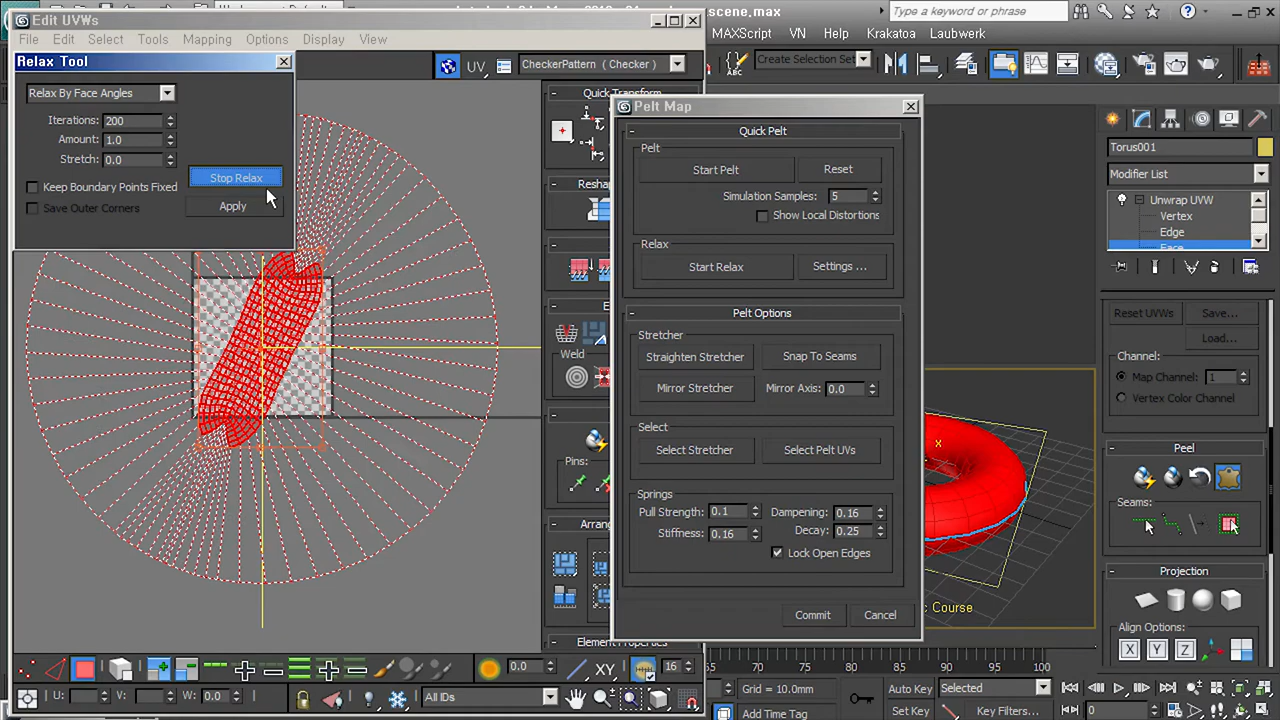 scene.max
Type a keyword or phrase
Edit UVWs
File Edit Select Tools Mapping Options Display View
MAXScript VN Help Krakatoa Laubwerk
Create Selection Set
Relax Tool
UV CheckerPattern ( Checker )
Relax By Face Angles
Iterations: 200
Amount: 1.0
Stretch: 0.0
Stop Relax
Keep Boundary Points Fixed
Apply
Save Outer Corners
Quick Transform
Weld
Pins:
Pelt Map
Quick Pelt
Pelt
Start Pelt Reset
Simulation Samples: 5
Show Local Distortions
Relax
Start Relax Settings ...
Pelt Options
Stretcher
Straighten Stretcher Snap To Seams
Mirror Stretcher Mirror Axis: 0.0
Select
Select Stretcher Select Pelt UVs
Springs
Pull Strength: 0.1 Dampening: 0.16
Stiffness: 0.16 Decay: 0.25
Lock Open Edges
Commit Cancel
Torus001
Modifier List
Unwrap UVW
Vertex
Edge
Face
Reset UVWs Save...
Load...
Channel:
Map Channel: 1
Vertex Color Channel
Peel
Seams:
Projection
Align Options:
X Y Z
Course
0.0 XY 16
U: V: W: 0.0 All IDs
65 70 75 80 85 90 95 100
Grid = 10.0mm
Add Time Tag
Auto Key Selected
Set Key Key Filters...